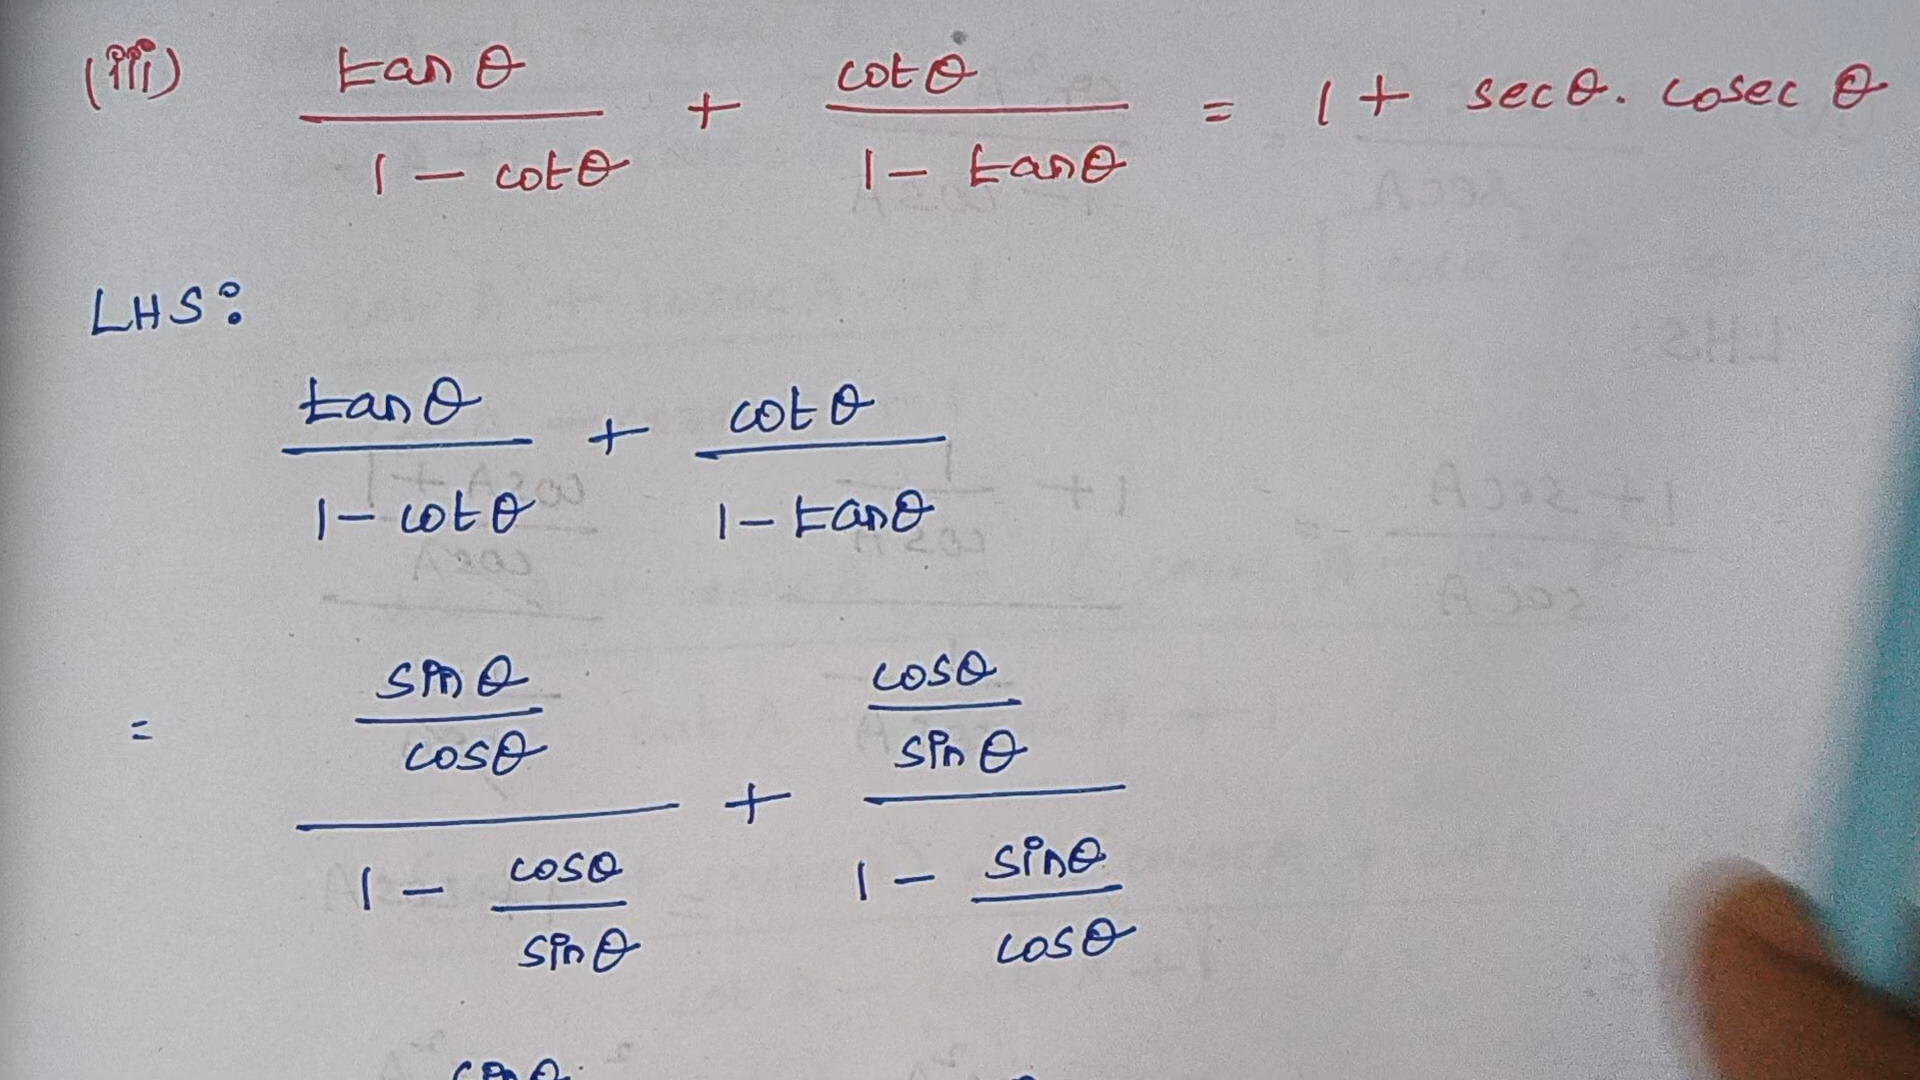 (iii) tanθ/(1 - cotθ) + cotθ/(1 - tanθ) = 1 + secθ. cosec θ
LHS:
tanθ/(1 - cotθ) + cotθ/(1 - tanθ)
= (sinθ/cosθ)/(1 - cosθ/sinθ) + (cosθ/sinθ)/(1 - sinθ/cosθ)